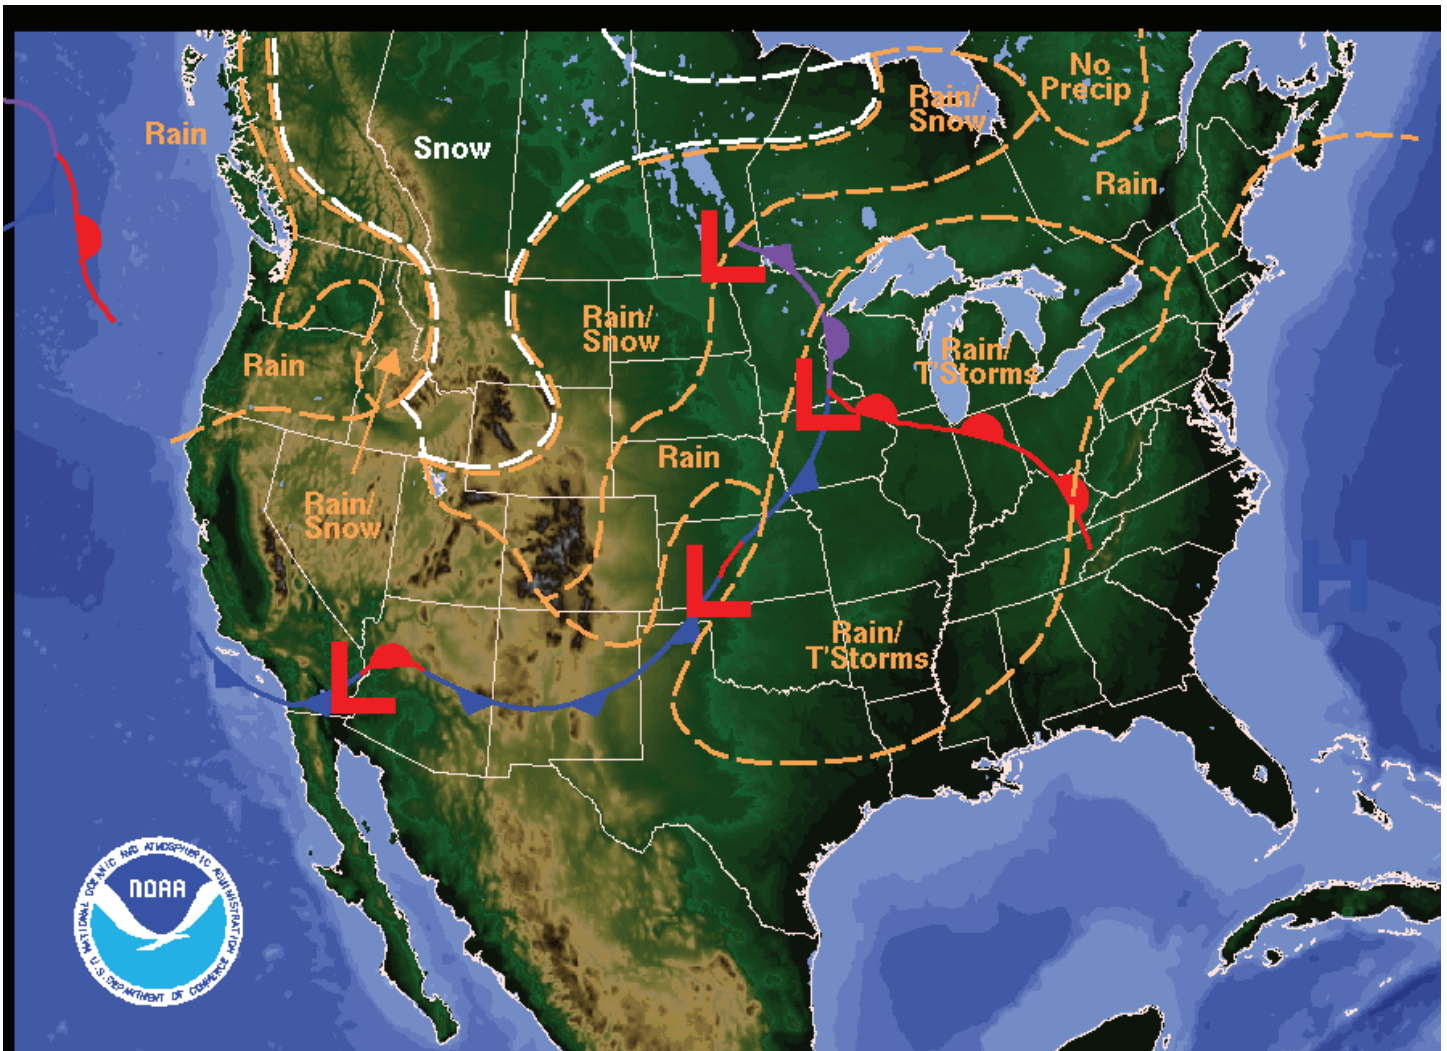 No
Precip
Rain/
Snow
Rain
Snow
Rain
Rain/
Snow
Rain/
T'Storms
Rain
Rain
Rain/
Snow
Rain/
T'Storms
L
L
L
L
H
NATIONAL OCEANIC AND ATMOSPHERIC ADMINISTRATION
NOAA
U.S. DEPARTMENT OF COMMERCE